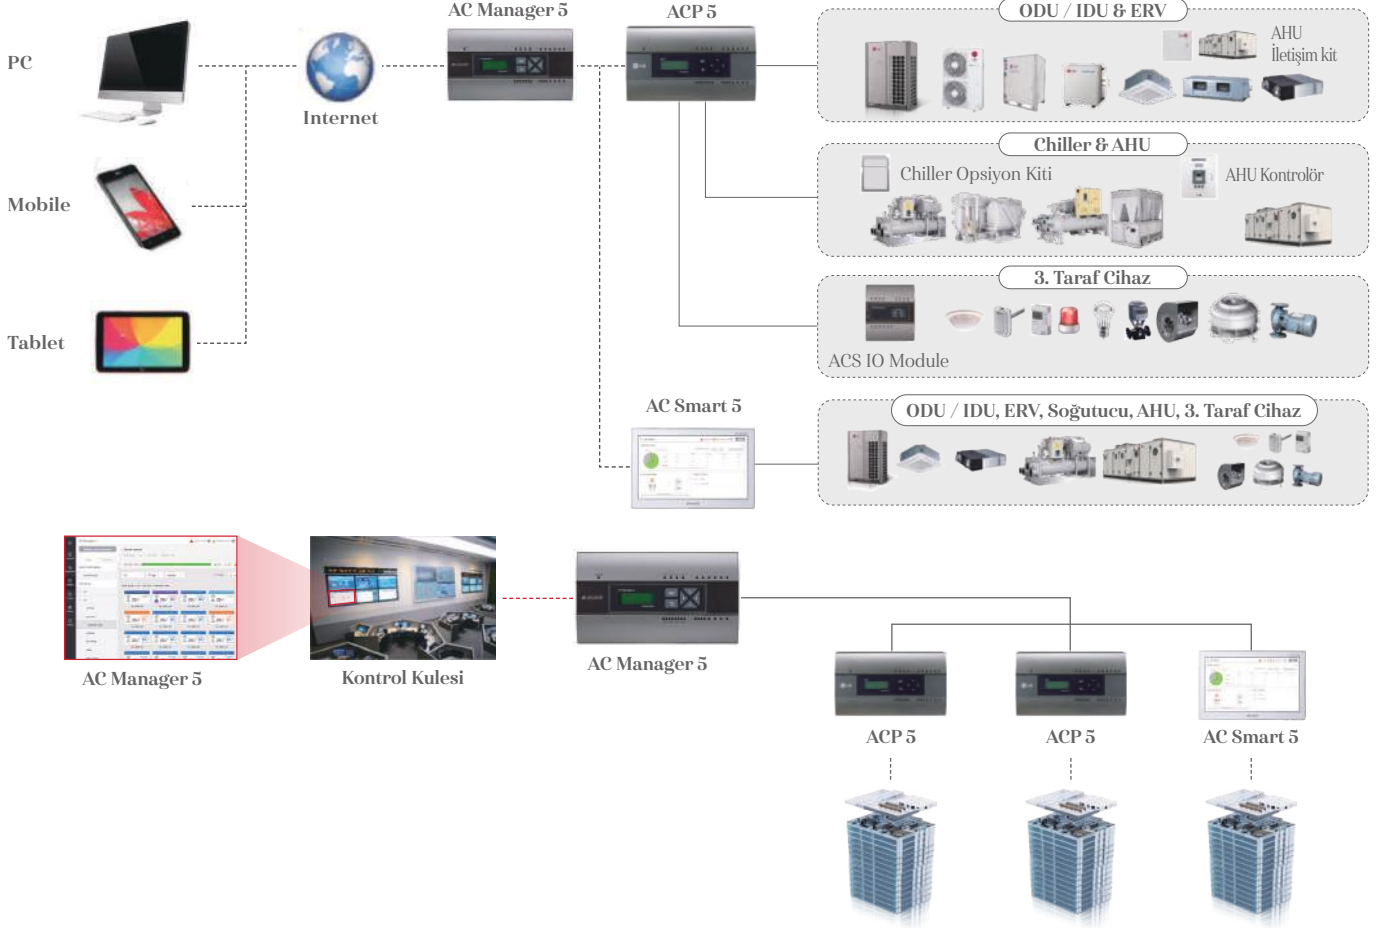 AC Manager 5
ACP 5
ODU / IDU & ERV
PC
AHU
İletişim kit
Internet
Chiller & AHU
Chiller Opsiyon Kiti
AHU Kontrolör
Mobile
3. Taraf Cihaz
Tablet
ACS IO Module
AC Smart 5
ODU / IDU, ERV, Soğutucu, AHU, 3. Taraf Cihaz
AC Manager 5
Kontrol Kulesi
AC Manager 5
ACP 5
ACP 5
AC Smart 5